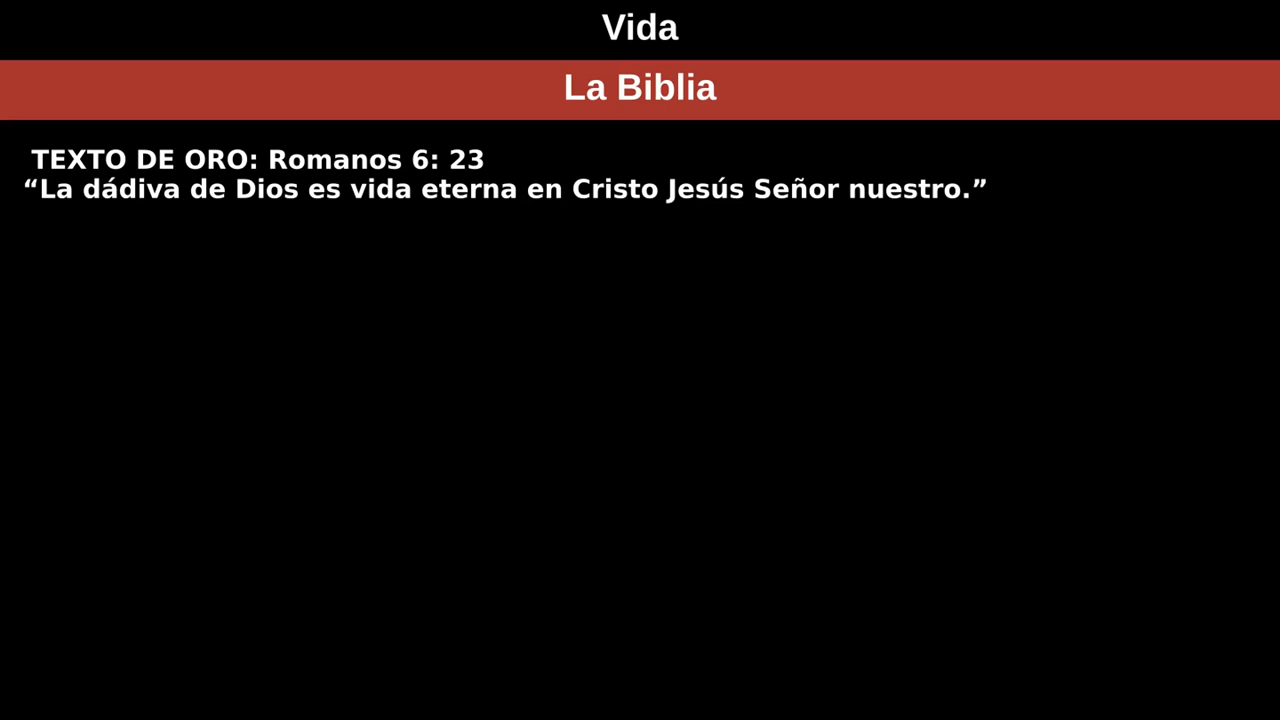 Vida
La Biblia
TEXTO DE ORO: Romanos 6: 23
“La dádiva de Dios es vida eterna en Cristo Jesús Señor nuestro.”